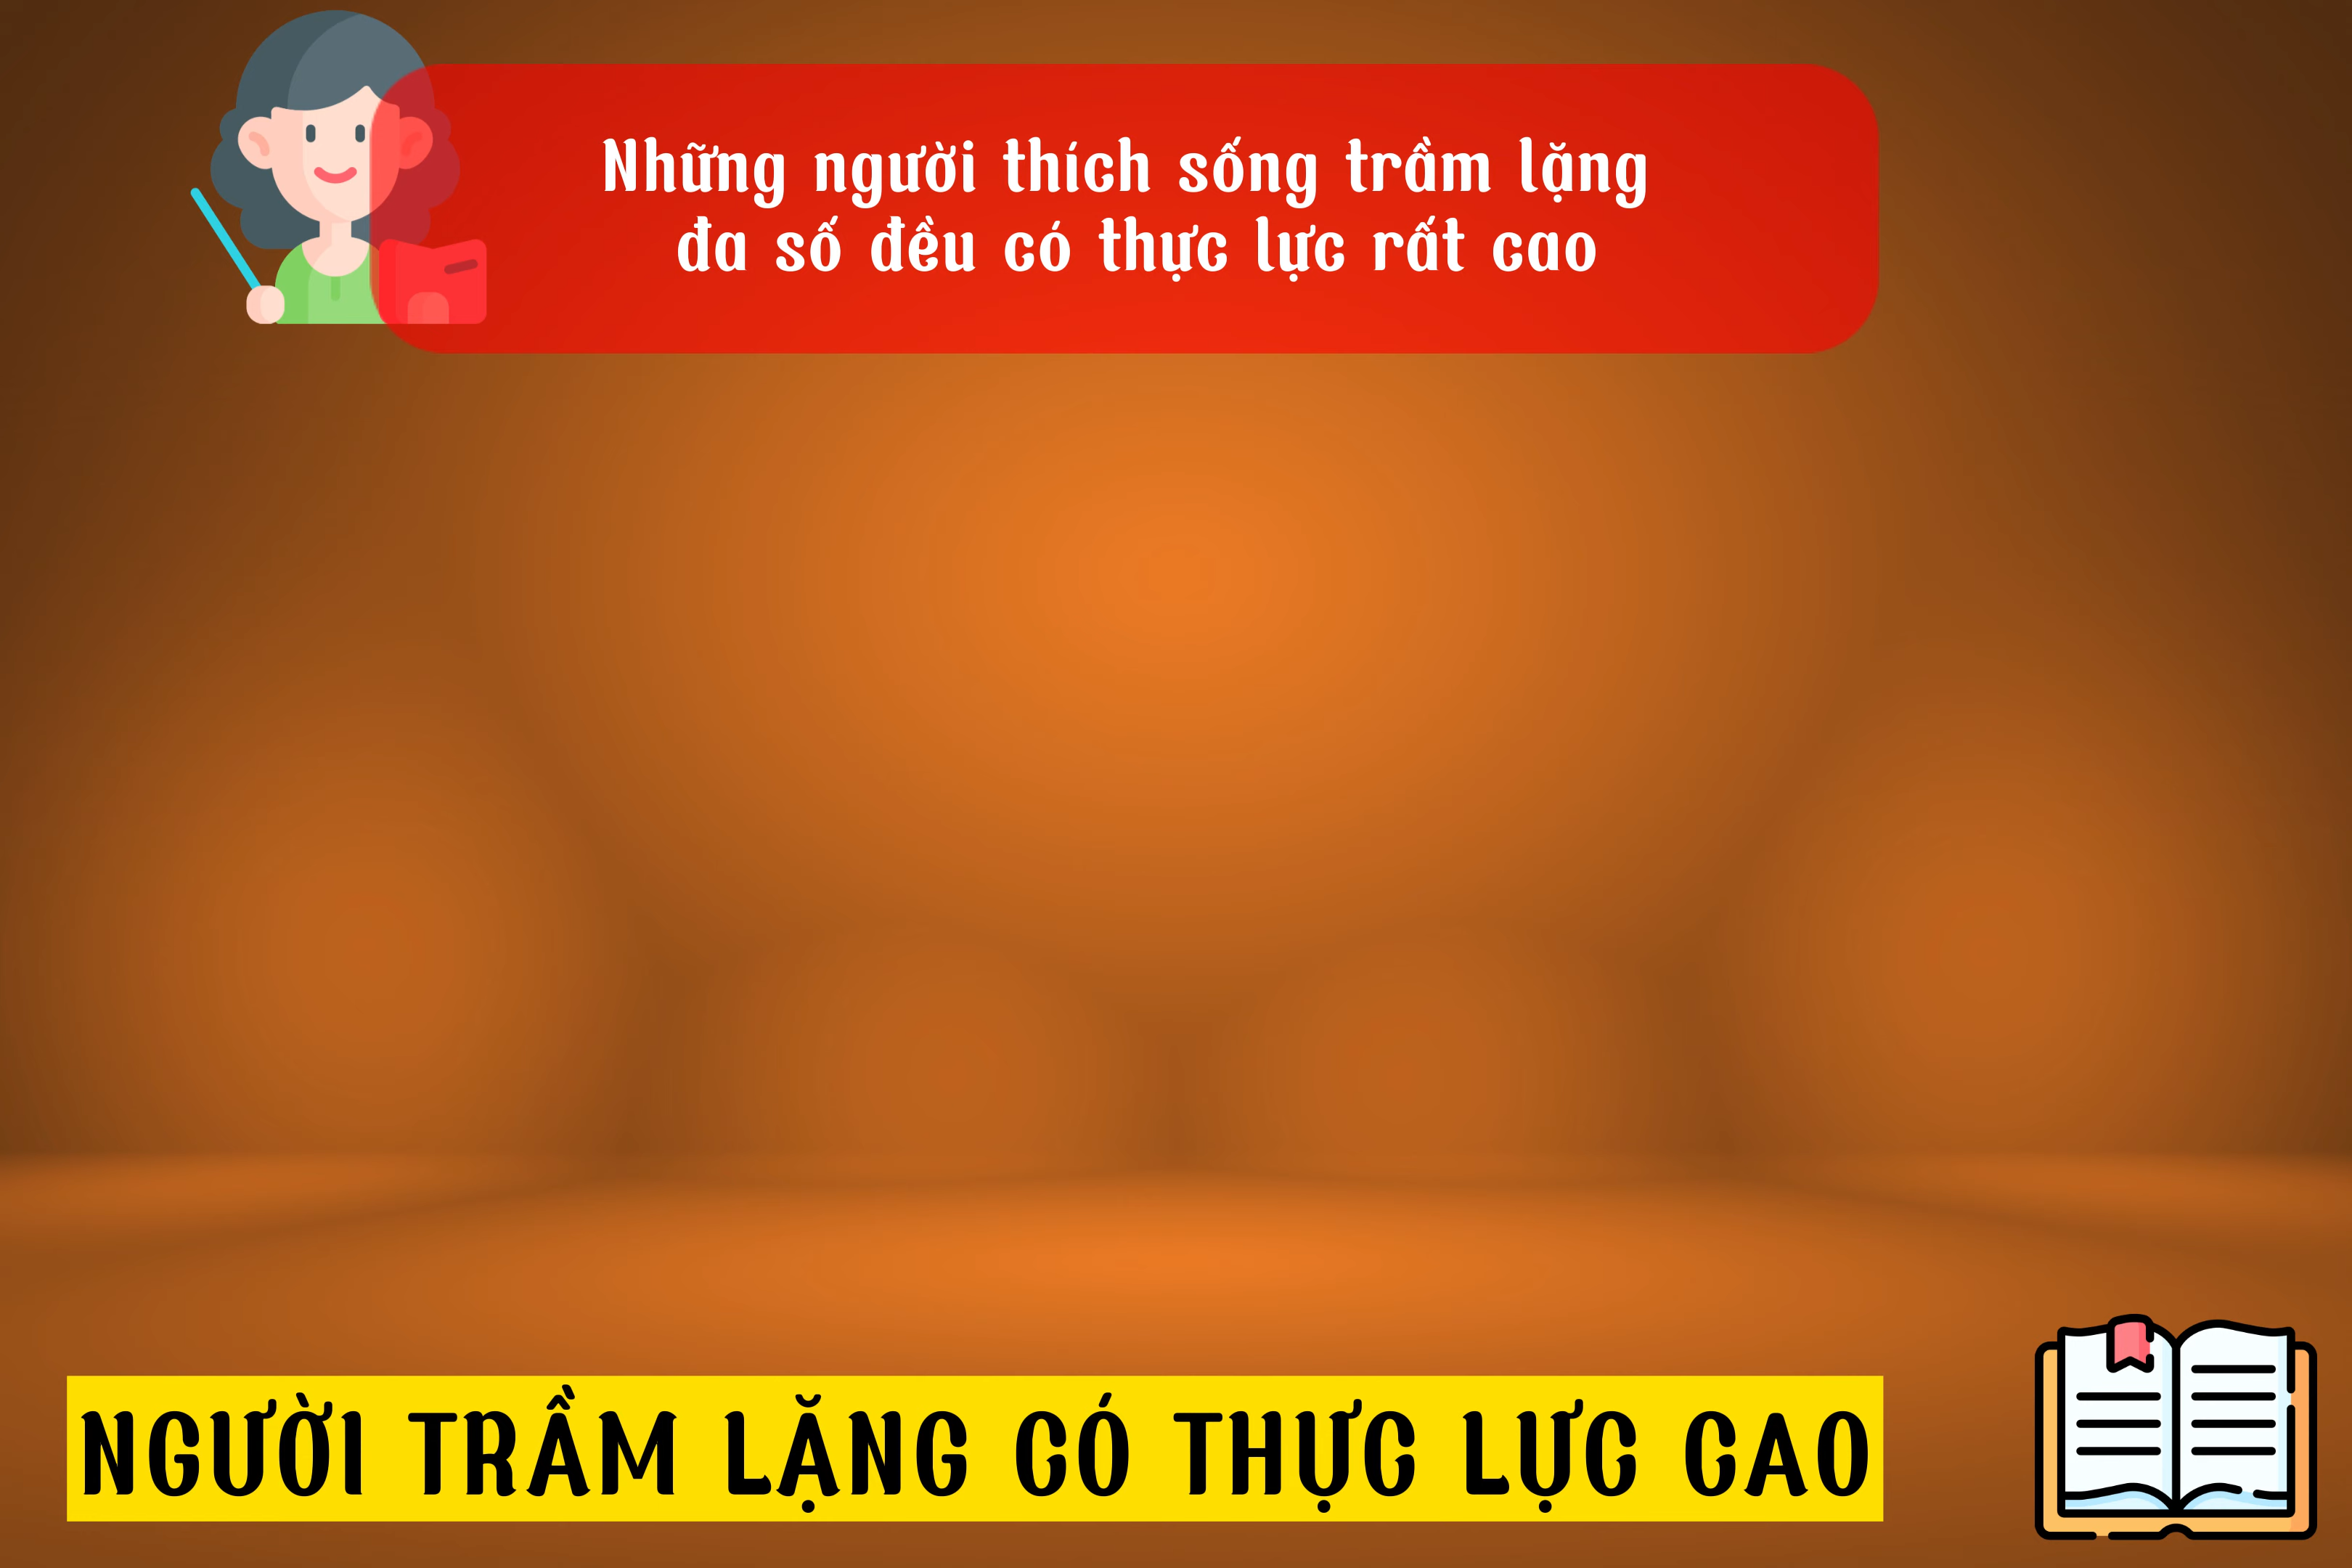 Những người thích sống trầm lặng
đa số đều có thực lực rất cao
NGƯỜI TRẦM LẶNG CÓ THỰC LỰC CAO